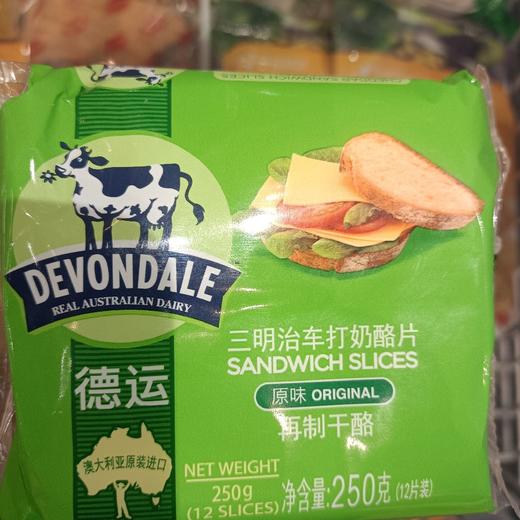 SANDWICH SLICES
DEVONDALE
REAL AUSTRALIAN DAIRY
德运
澳大利亚原装进口
三明治车打奶酪片
SANDWICH SLICES
原味 ORIGINAL
再制干酪
NET WEIGHT
250g
(12 SLICES)
净含量:250克(12片装)